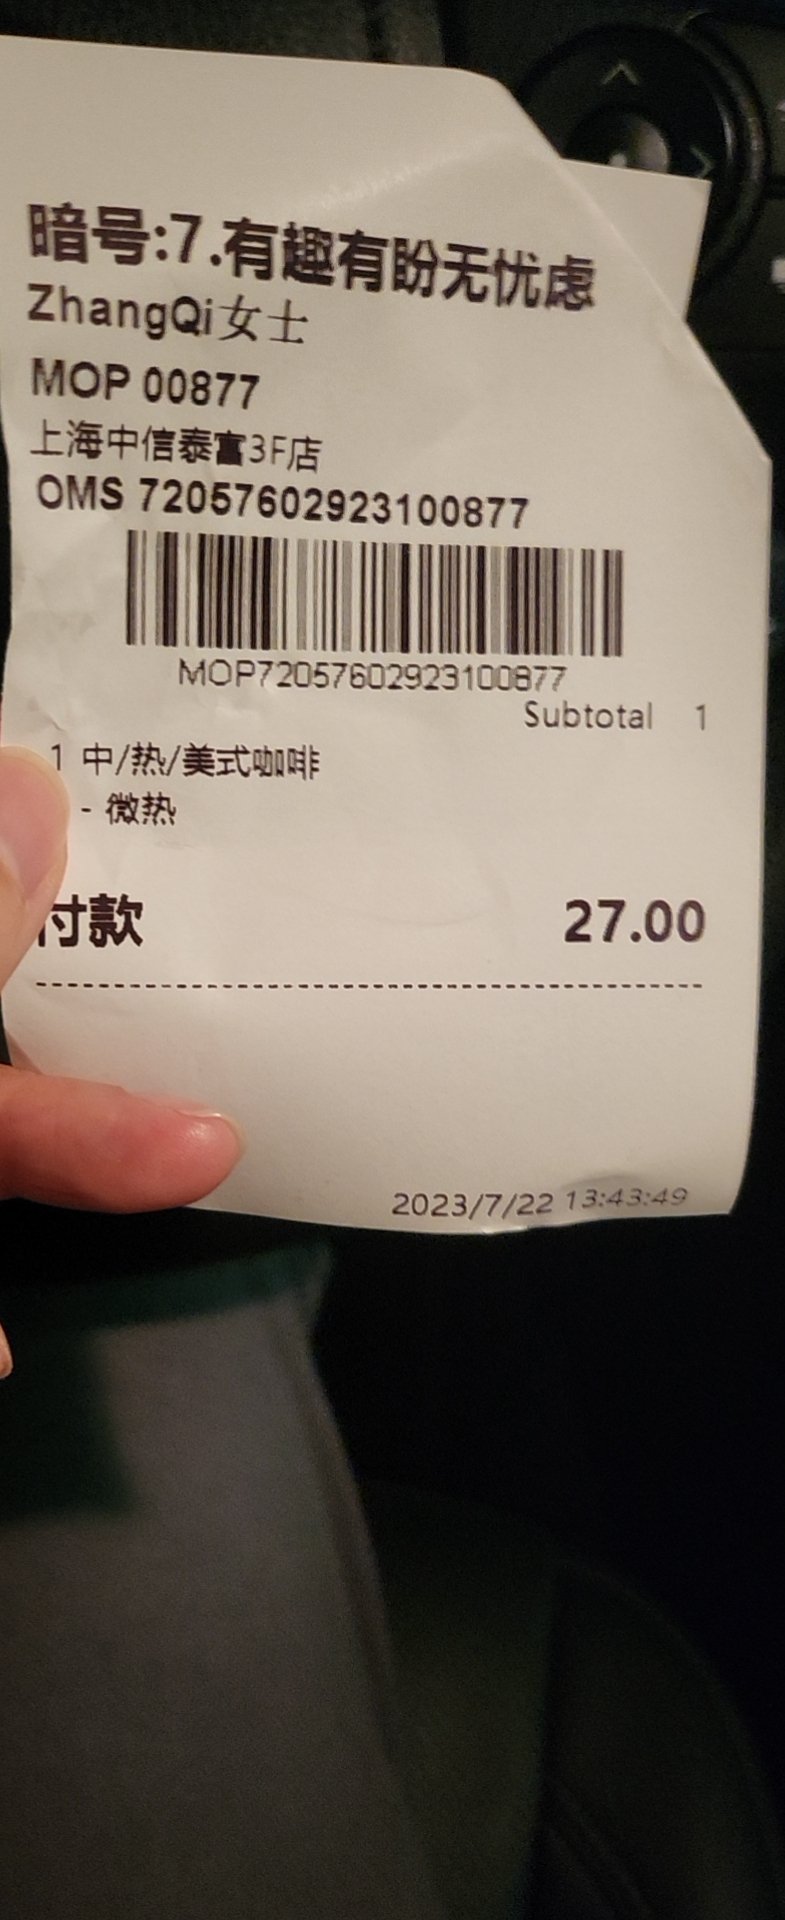 暗号:7.有趣有盼无忧虑
ZhangQi女士
MOP 00877
上海中信泰富3F店
OMS 72057602923100877
MOP72057602923100877
Subtotal 1
1 中/热/美式咖啡
- 微热
付款 27.00
2023/7/22 13:43:49